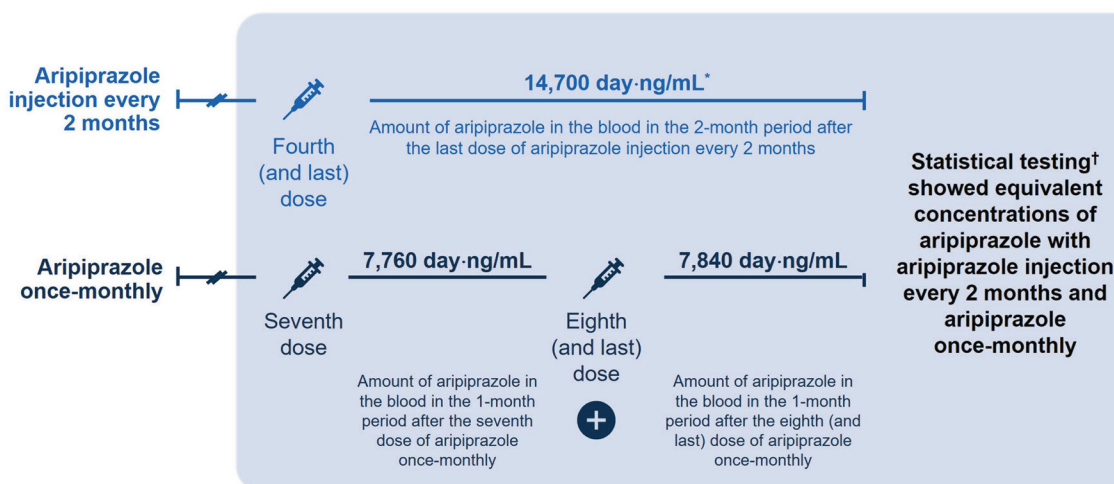 Aripiprazole
injection every
2 months
14,700 day·ng/mL*
Amount of aripiprazole in the blood in the 2-month period after
the last dose of aripiprazole injection every 2 months
Fourth
(and last)
dose
Aripiprazole
once-monthly
7,760 day·ng/mL
7,840 day·ng/mL
Seventh
dose
Eighth
(and last)
dose
Amount of aripiprazole in
the blood in the 1-month
period after the seventh
dose of aripiprazole
once-monthly
+
Amount of aripiprazole in
the blood in the 1-month
period after the eighth (and
last) dose of aripiprazole
once-monthly
Statistical testing†
showed equivalent
concentrations of
aripiprazole with
aripiprazole injection
every 2 months and
aripiprazole
once-monthly